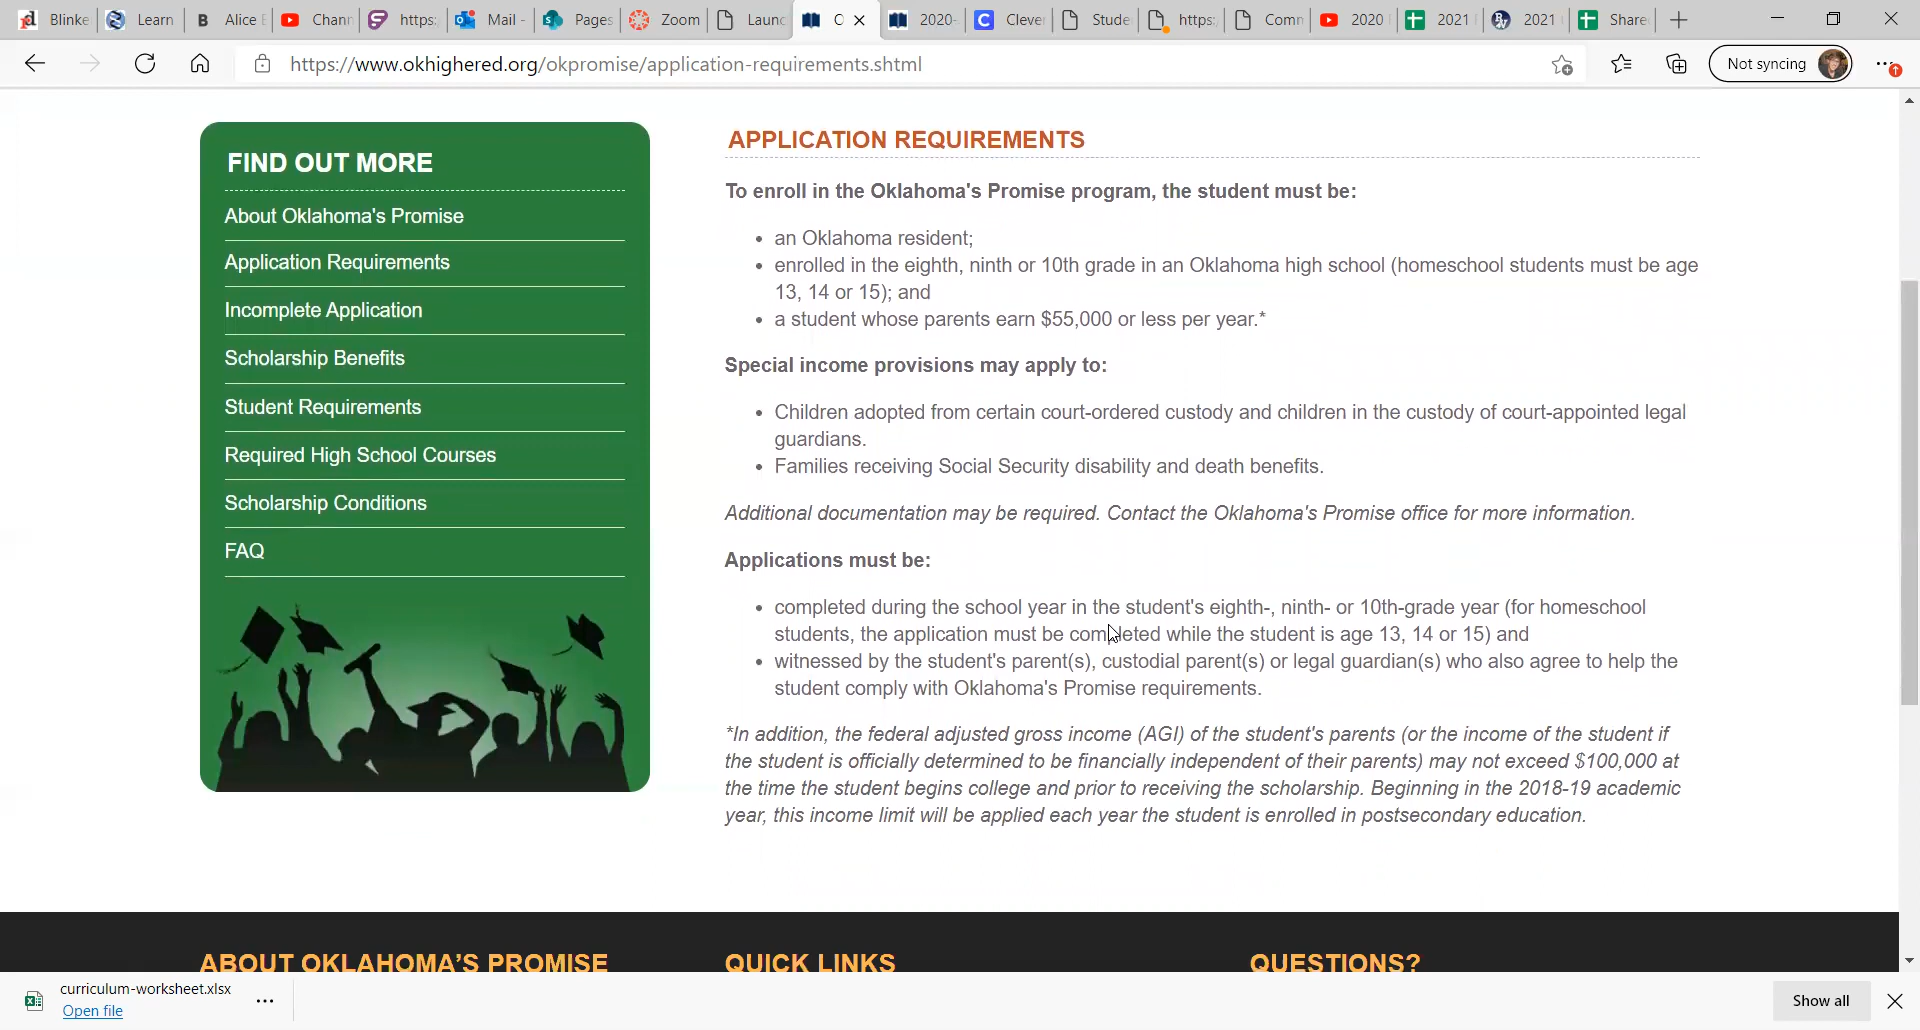 Blinke
Learn
Alice E
Chann
https:
Mail -
Pages
Zoom
Launc
O
2020-
Clever
Stude
https:
Comm
2020
2021
2021
Share
https://www.okhighered.org/okpromise/application-requirements.shtml
Not syncing
FIND OUT MORE
About Oklahoma's Promise
Application Requirements
Incomplete Application
Scholarship Benefits
Student Requirements
Required High School Courses
Scholarship Conditions
FAQ
APPLICATION REQUIREMENTS
To enroll in the Oklahoma's Promise program, the student must be:
• an Oklahoma resident;
• enrolled in the eighth, ninth or 10th grade in an Oklahoma high school (homeschool students must be age
13, 14 or 15); and
• a student whose parents earn $55,000 or less per year.*
Special income provisions may apply to:
• Children adopted from certain court-ordered custody and children in the custody of court-appointed legal
guardians.
• Families receiving Social Security disability and death benefits.
Additional documentation may be required. Contact the Oklahoma's Promise office for more information.
Applications must be:
• completed during the school year in the student's eighth-, ninth- or 10th-grade year (for homeschool
students, the application must be completed while the student is age 13, 14 or 15) and
• witnessed by the student's parent(s), custodial parent(s) or legal guardian(s) who also agree to help the
student comply with Oklahoma's Promise requirements.
*In addition, the federal adjusted gross income (AGI) of the student's parents (or the income of the student if
the student is officially determined to be financially independent of their parents) may not exceed $100,000 at
the time the student begins college and prior to receiving the scholarship. Beginning in the 2018-19 academic
year, this income limit will be applied each year the student is enrolled in postsecondary education.
ABOUT OKLAHOMA'S PROMISE
QUICK LINKS
QUESTIONS?
curriculum-worksheet.xlsx
Open file
Show all